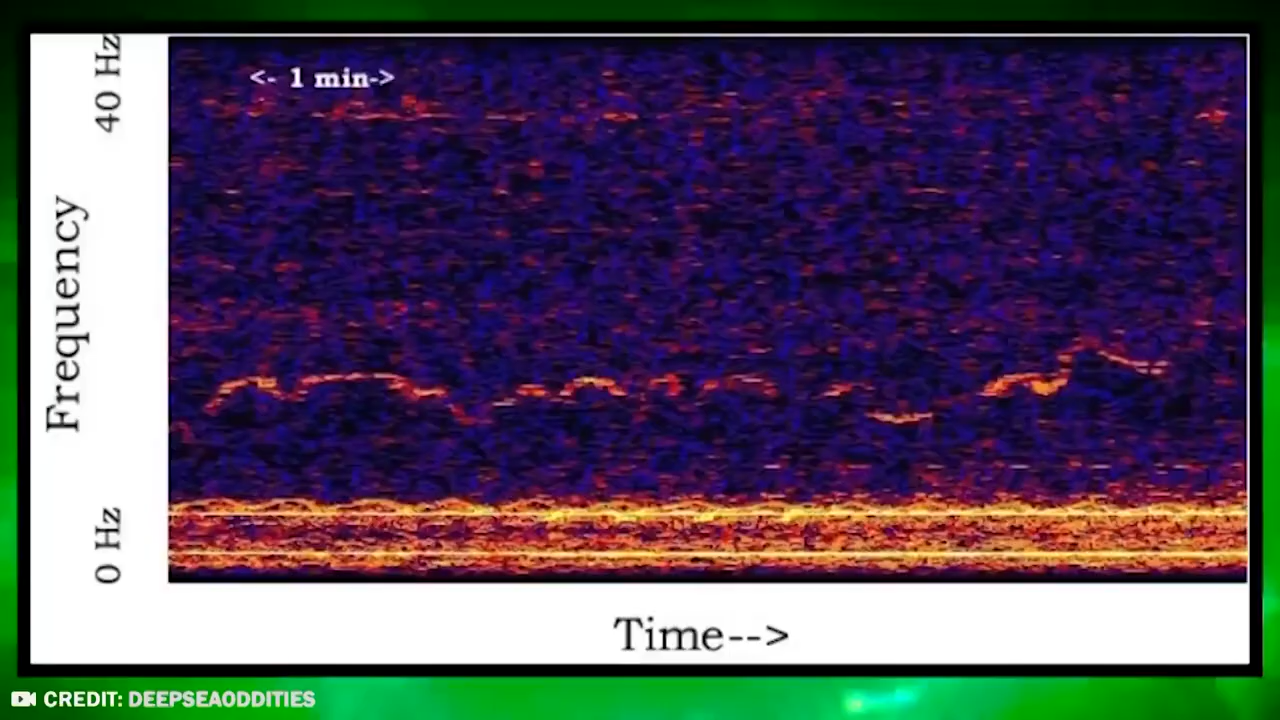 40 Hz
<- 1 min->
Frequency
0 Hz
Time-->
CREDIT: DEEPSEAODDITIES